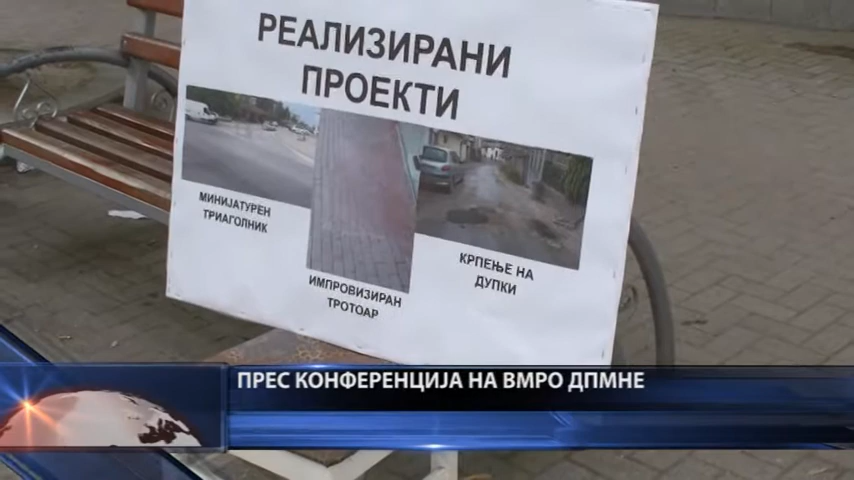 РЕАЛИЗИРАНИ
ПРОЕКТИ
МИНИЈАТУРЕН
ТРИАГОЛНИК
ИМПРОВИЗИРАН
ТРОТОАР
КРПЕЊЕ НА
ДУПКИ
ПРЕС КОНФЕРЕНЦИЈА НА ВМРО ДПМНЕ